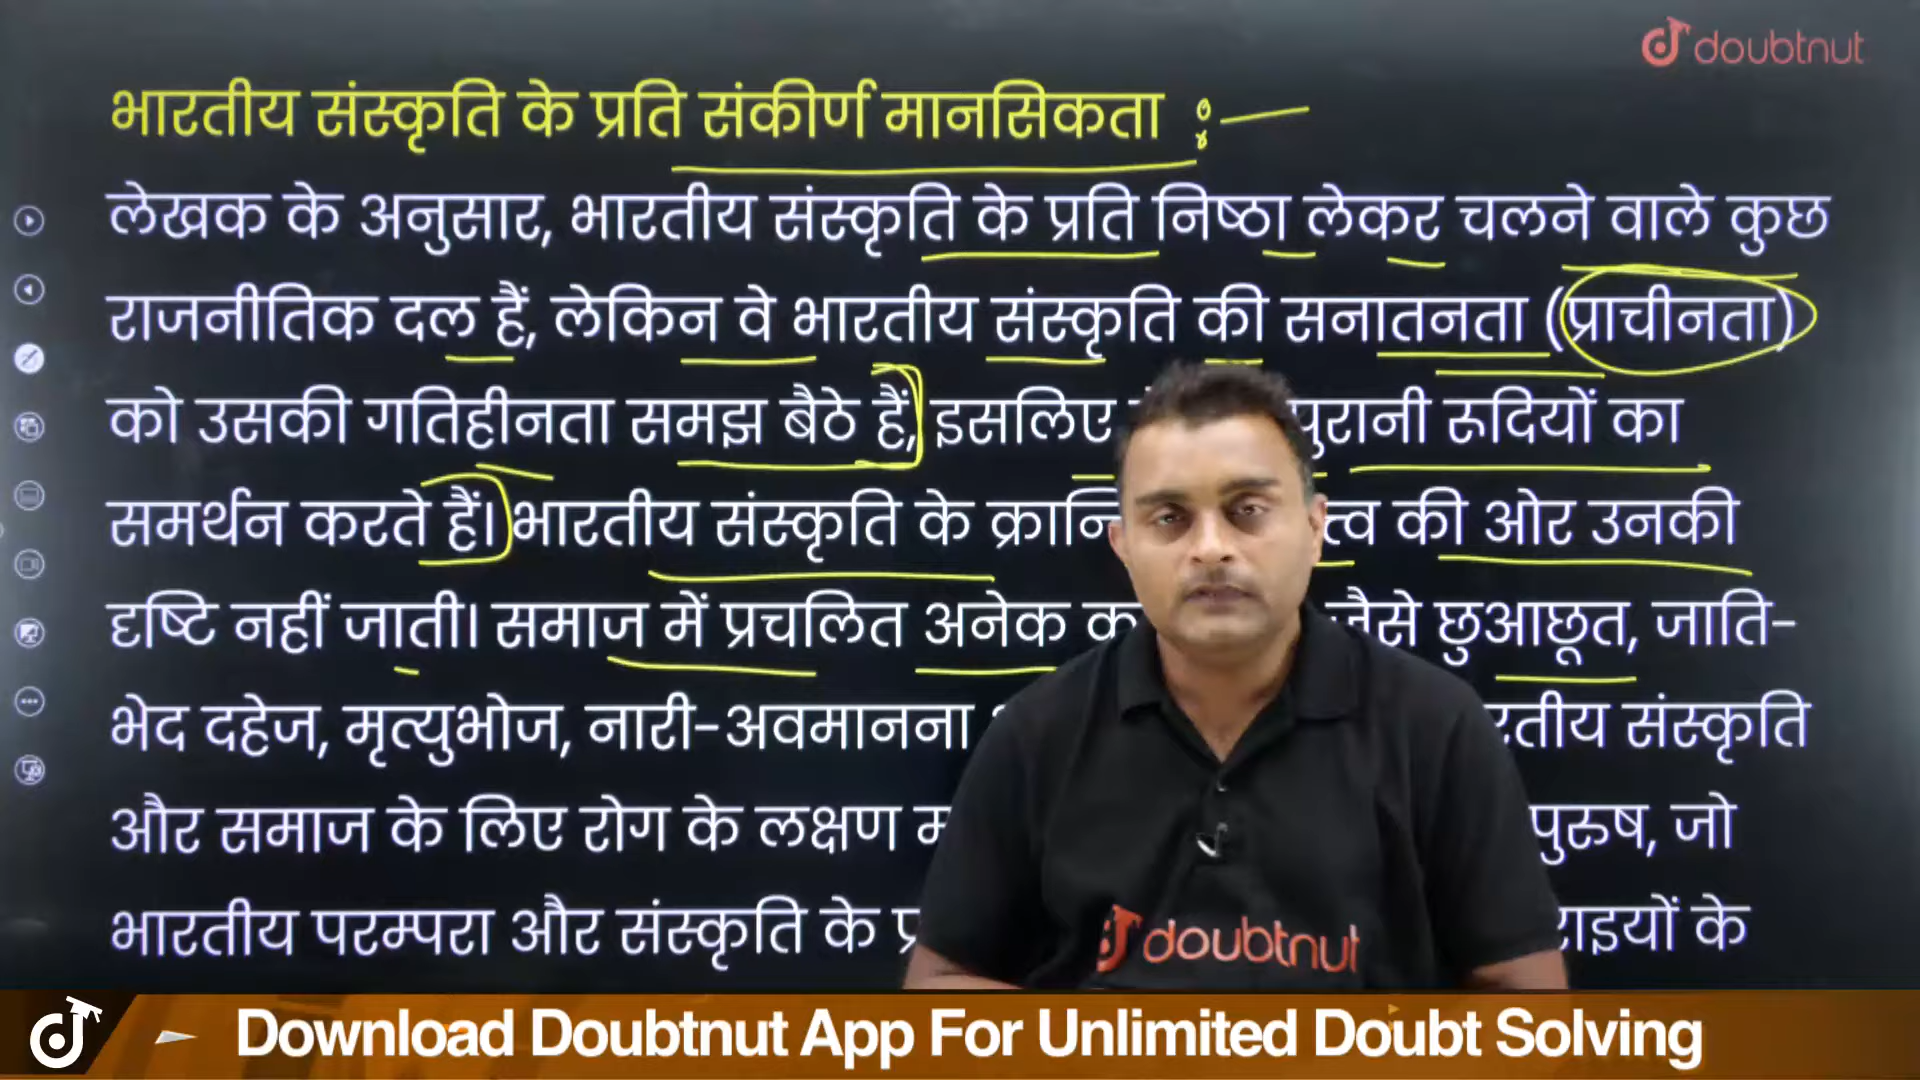 doubtnut
भारतीय संस्कृति के प्रति संकीर्ण मानसिकता :-
लेखक के अनुसार, भारतीय संस्कृति के प्रति निष्ठा लेकर चलने वाले कुछ
राजनीतिक दल हैं, लेकिन वे भारतीय संस्कृति की सनातनता (प्राचीनता)
को उसकी गतिहीनता समझ बैठे हैं, इसलिए पुरानी रूदियों का
समर्थन करते हैं। भारतीय संस्कृति के की ओर उनकी
दृष्टि नहीं जाती। समाज में प्रचलित अनेक जैसे छुआछूत, जाति-
भेद दहेज, मृत्युभोज, नारी-अवमानना संस्कृति
और समाज के लिए रोग के लक्षण पुरुष, जो
भारतीय परम्परा और संस्कृति के के
doubtnut
Download Doubtnut App For Unlimited Doubt Solving